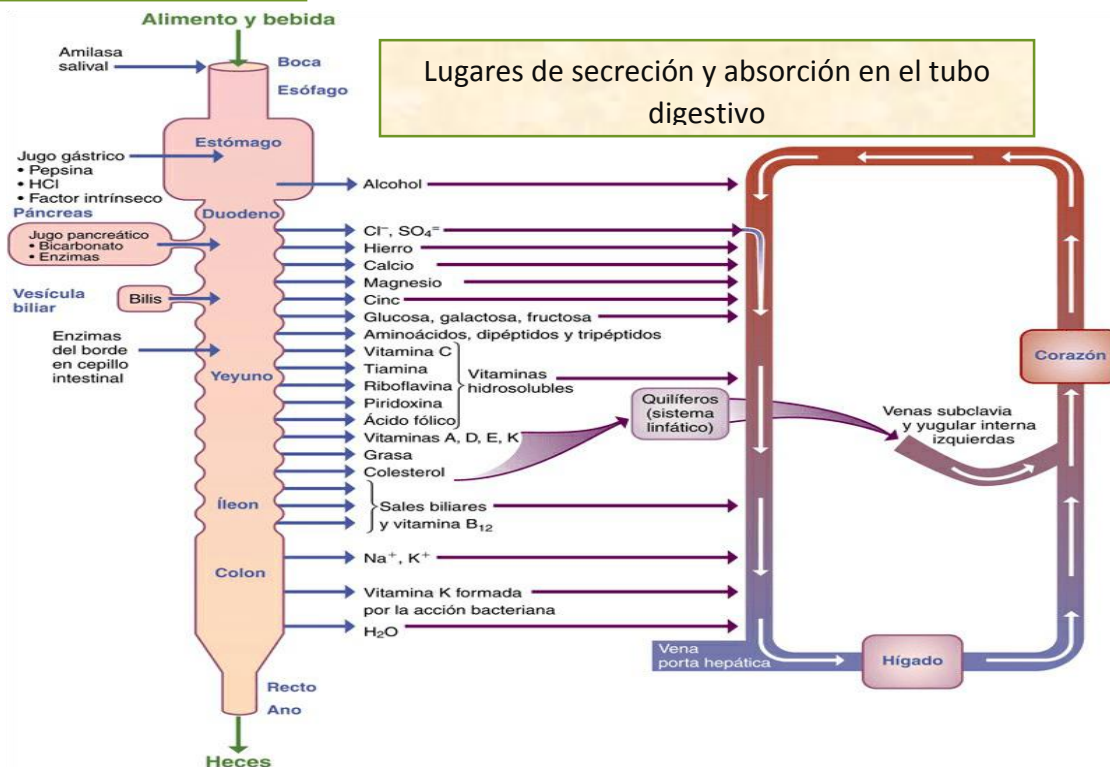 Alimento y bebida
Lugares de secreción y absorción en el tubo
digestivo
Amilasa
salival
Boca
Esófago
Estómago
Jugo gástrico
• Pepsina
• HCl
• Factor intrínseco
Alcohol
Páncreas
Duodeno
Jugo pancreático
• Bicarbonato
• Enzimas
Cl⁻, SO₄⁼
Hierro
Calcio
Magnesio
Cinc
Vesícula
biliar
Bilis
Glucosa, galactosa, fructosa
Aminoácidos, dipéptidos y tripéptidos
Enzimas
del borde
en cepillo
intestinal
Yeyuno
Vitamina C
Tiamina
Riboflavina
Piridoxina
Ácido fólico
Vitaminas
hidrosolubles
Vitaminas A, D, E, K
Grasa
Colesterol
Quilíferos
(sistema
linfático)
Venas subclavia
y yugular interna
izquierdas
Corazón
Íleon
Sales biliares
y vitamina B₁₂
Colon
Na⁺, K⁺
Vitamina K formada
por la acción bacteriana
H₂O
Vena
porta hepática
Hígado
Recto
Ano
Heces